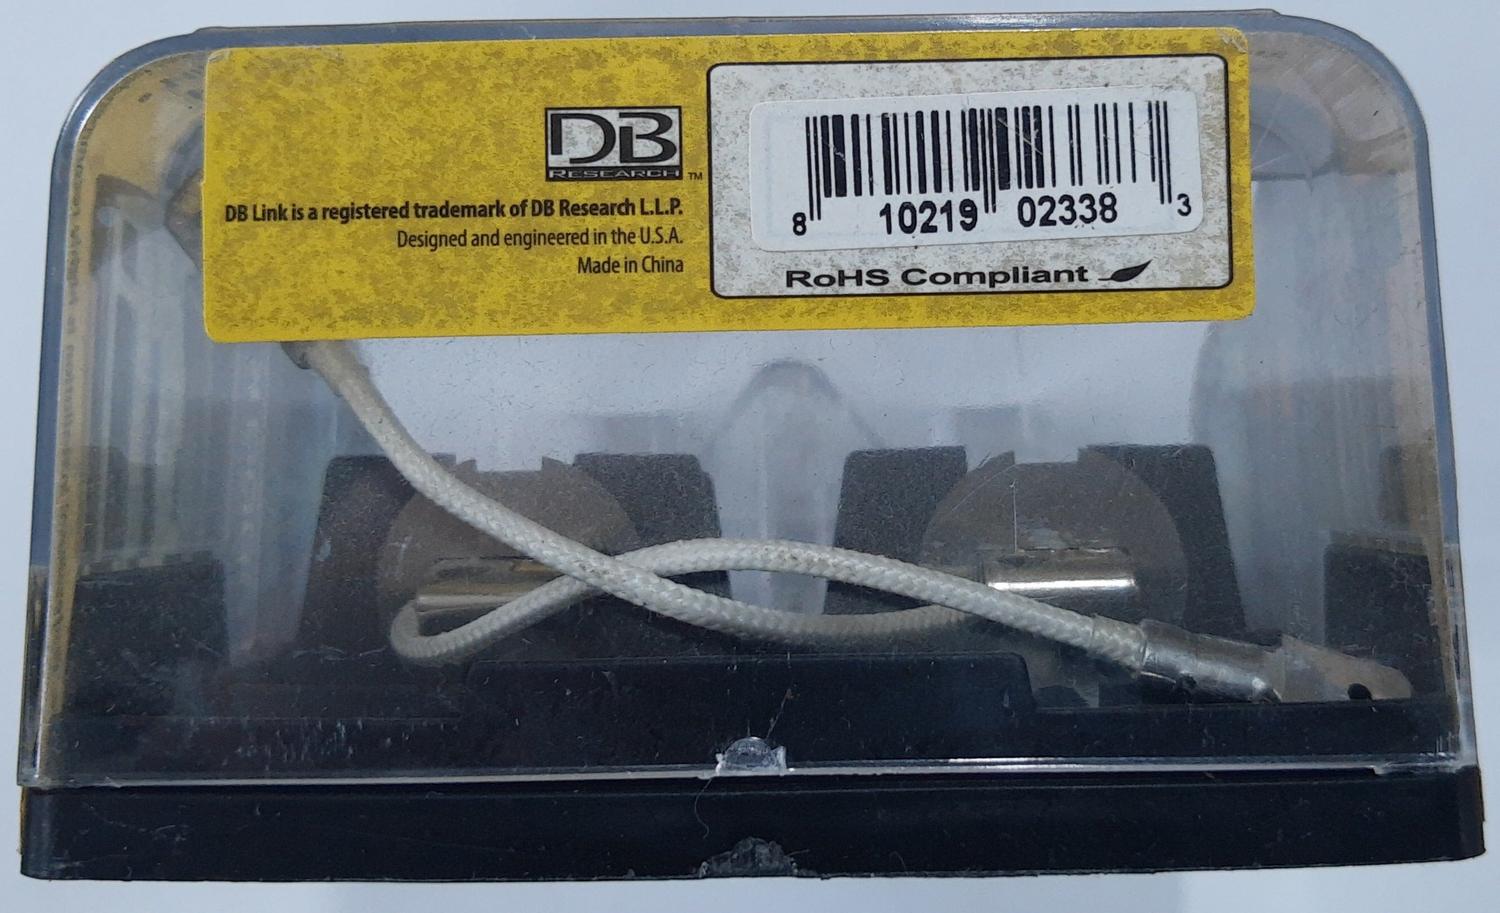 DB
RESEARCH™
DB Link is a registered trademark of DB Research L.L.P.
Designed and engineered in the U.S.A.
Made in China
8 10219 02338 3
RoHS Compliant